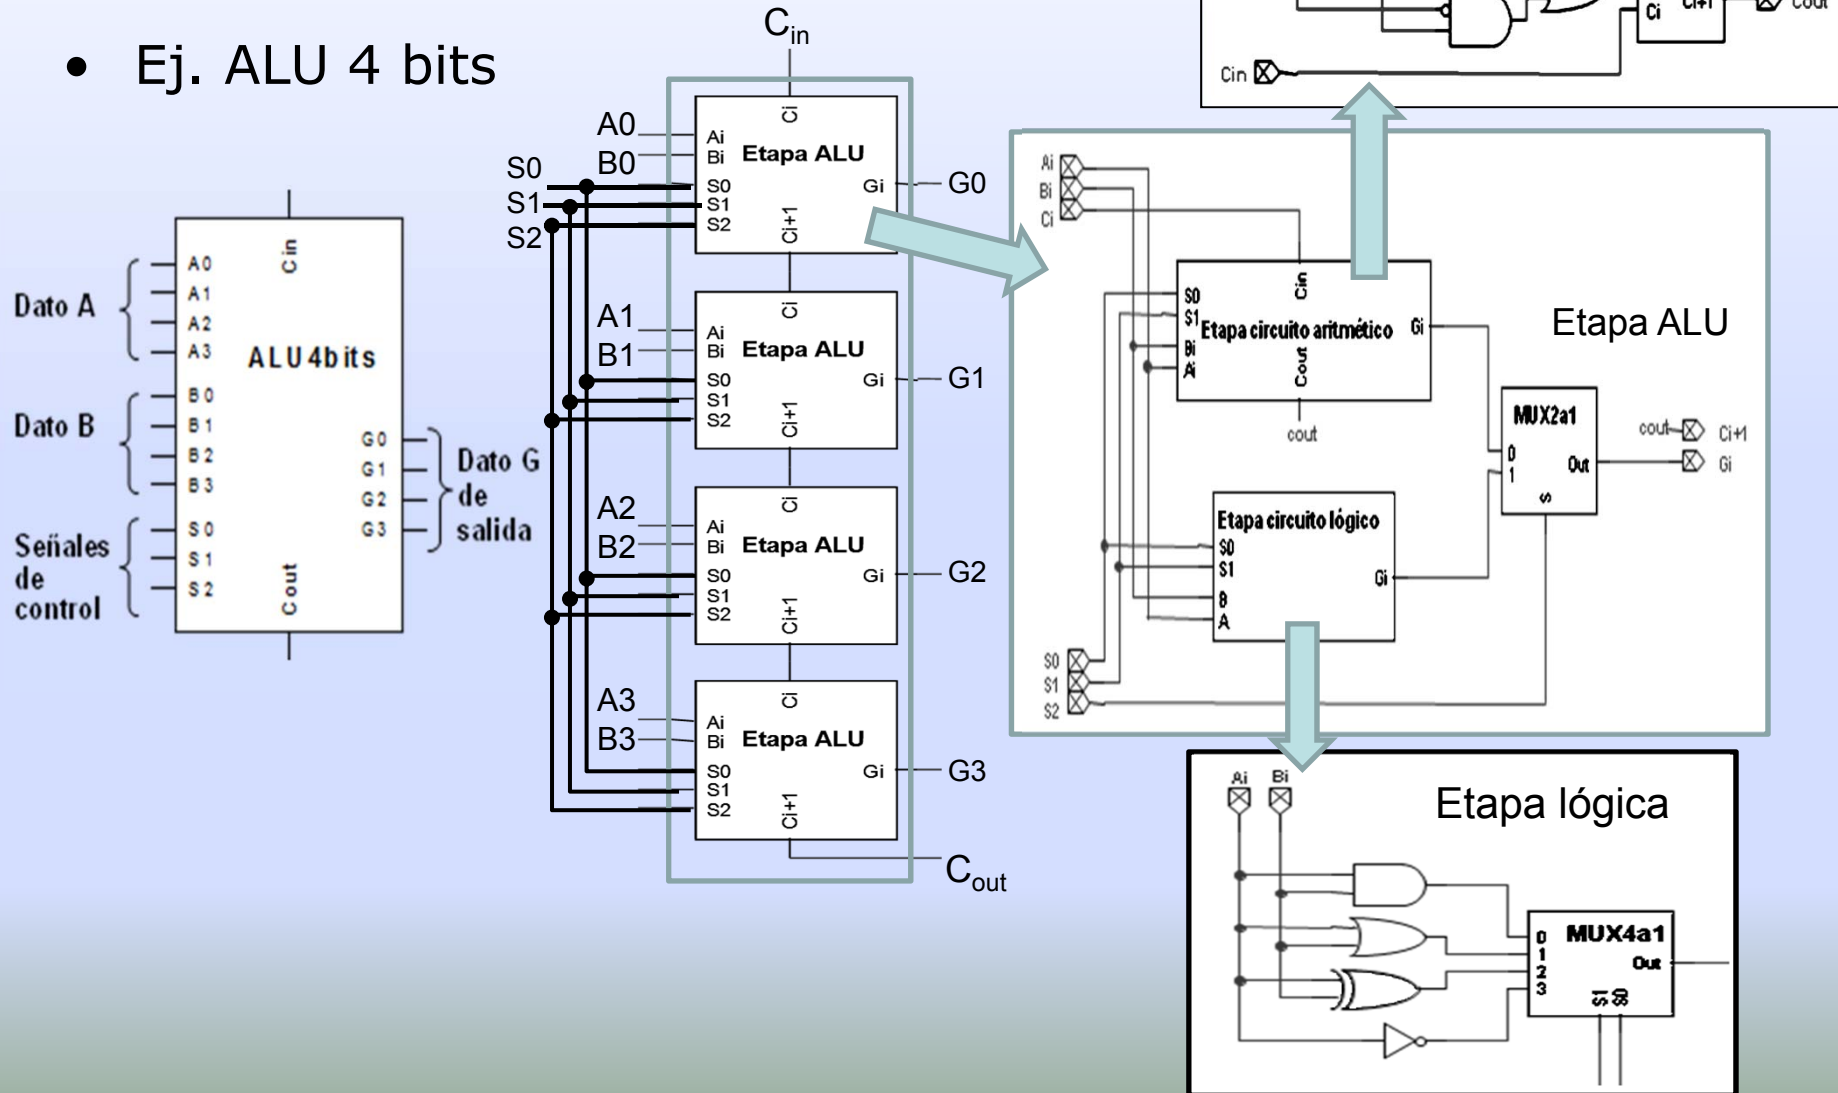 • Ej. ALU 4 bits
Dato A
Dato B
Señales
de
control
A0
A1
A2
A3
B0
B1
B2
B3
S0
S1
S2
Cin
ALU 4bits
Cout
G0
G1
G2
G3
Dato G
de
salida
Cin
S0
S1
S2
A0
B0
Ci
Ai
Bi
Etapa ALU
S0
S1
S2
Gi
Ci+1
G0
A1
B1
Ci
Ai
Bi
Etapa ALU
S0
S1
S2
Gi
Ci+1
G1
A2
B2
Ci
Ai
Bi
Etapa ALU
S0
S1
S2
Gi
Ci+1
G2
A3
B3
Ci
Ai
Bi
Etapa ALU
S0
S1
S2
Gi
Ci+1
G3
Cout
Ci
Ci+1
Cout
Cin
Ai
Bi
Ci
S0
S1
Bi
Ai
Cin
Etapa circuito aritmético
Cout
Gi
cout
Etapa ALU
MUX2a1
0
1
Out
S
cout
Ci+1
Gi
Etapa circuito lógico
S0
S1
B
A
Gi
S0
S1
S2
Ai
Bi
Etapa lógica
MUX4a1
0
1
2
3
Out
S1
S0